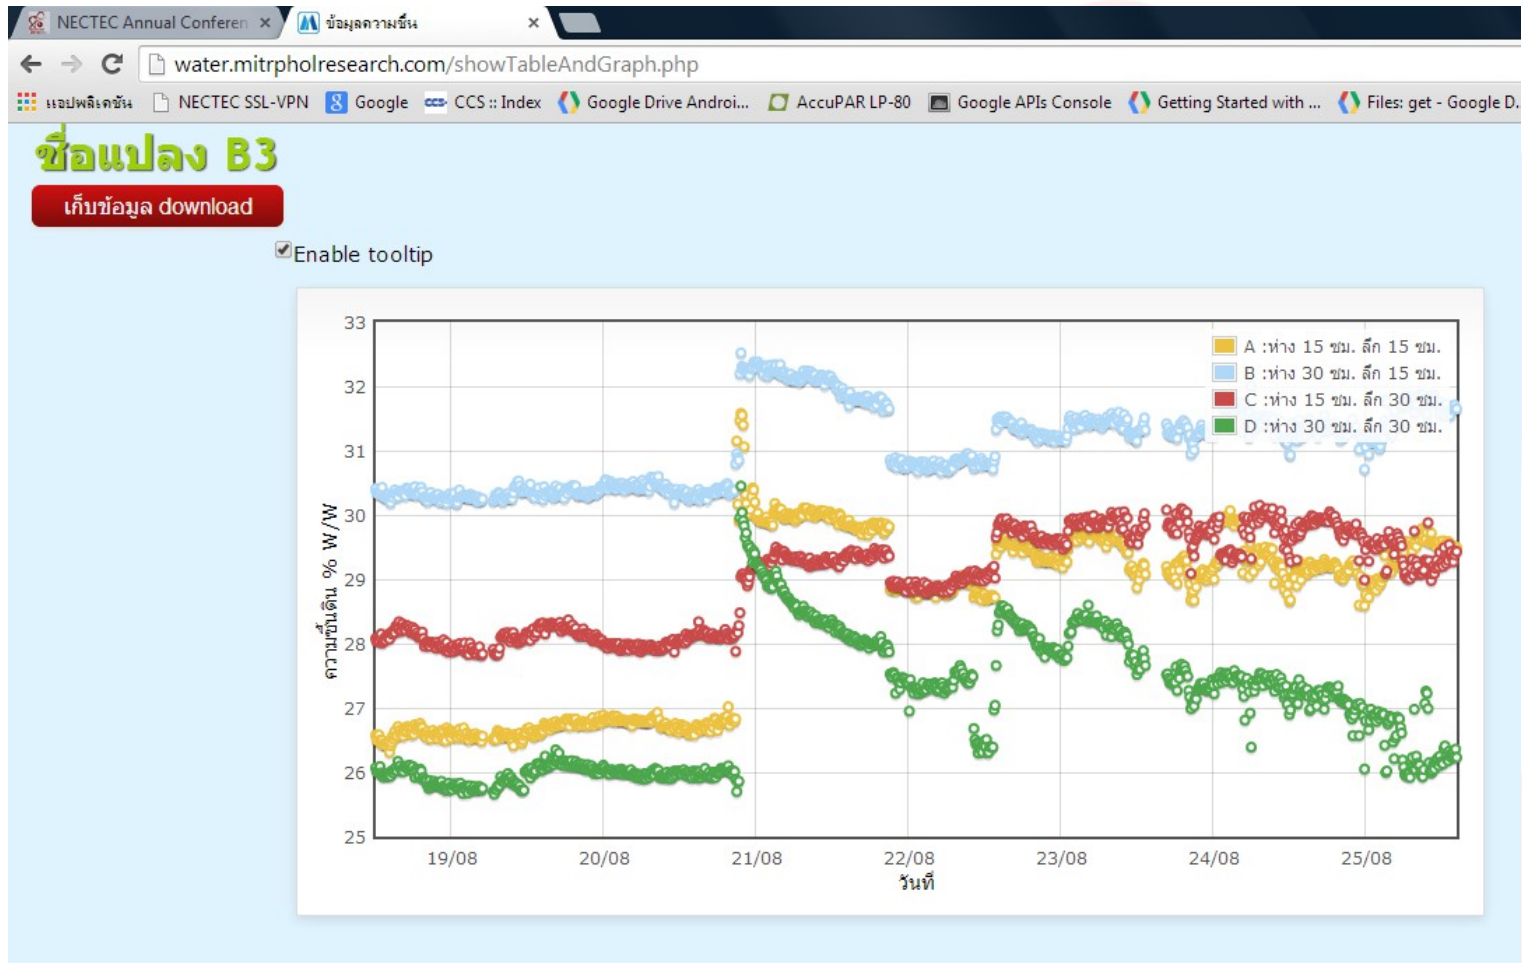 NECTEC Annual Conferen
ข้อมูลความชื้น
water.mitrpholresearch.com/showTableAndGraph.php
แอปพลิเคชัน NECTEC SSL-VPN Google CCS :: Index Google Drive Androi... AccuPAR LP-80 Google APIs Console Getting Started with ... Files: get - Google D...
ชื่อแปลง B3
เก็บข้อมูล download
Enable tooltip
33
32
31
30
29
28
27
26
25
ความชื้นดิน % W/W
A :ห่าง 15 ซม. ลึก 15 ซม.
B :ห่าง 30 ซม. ลึก 15 ซม.
C :ห่าง 15 ซม. ลึก 30 ซม.
D :ห่าง 30 ซม. ลึก 30 ซม.
19/08 20/08 21/08 22/08 23/08 24/08 25/08
วันที่